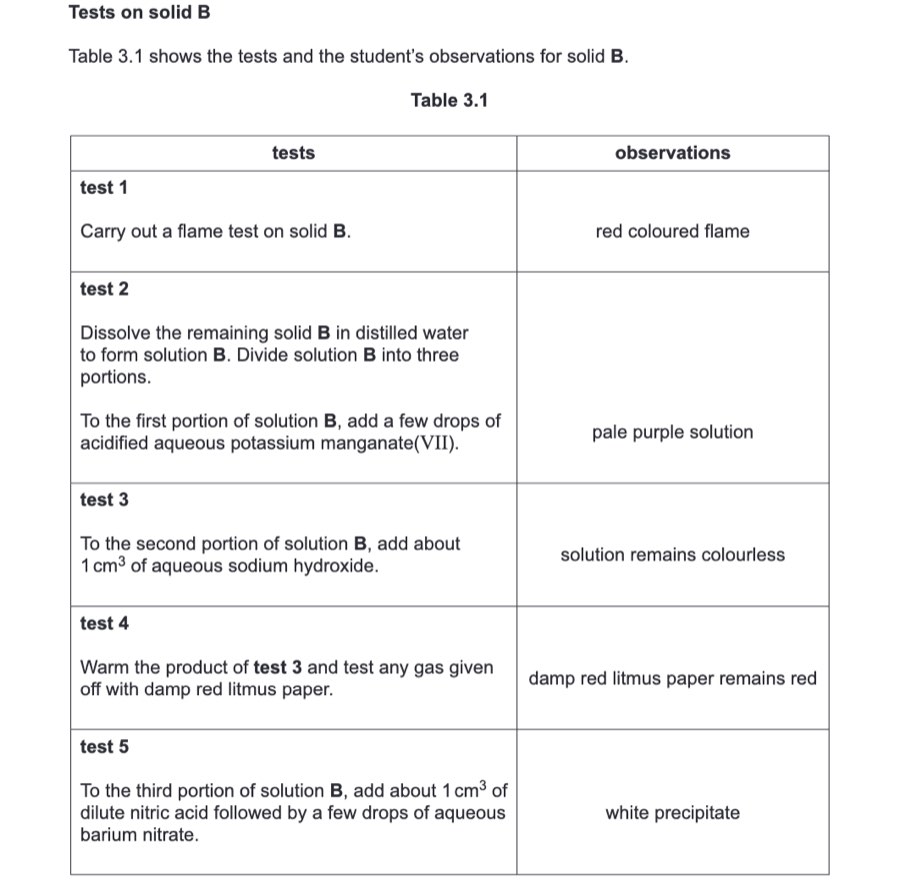 Tests on solid B
Table 3.1 shows the tests and the student's observations for solid B.
Table 3.1
tests
observations
test 1
Carry out a flame test on solid B.
red coloured flame
test 2
Dissolve the remaining solid B in distilled water
to form solution B. Divide solution B into three
portions.
To the first portion of solution B, add a few drops of
acidified aqueous potassium manganate(VII).
pale purple solution
test 3
To the second portion of solution B, add about
1 cm³ of aqueous sodium hydroxide.
solution remains colourless
test 4
Warm the product of test 3 and test any gas given
off with damp red litmus paper.
damp red litmus paper remains red
test 5
To the third portion of solution B, add about 1 cm³ of
dilute nitric acid followed by a few drops of aqueous
barium nitrate.
white precipitate